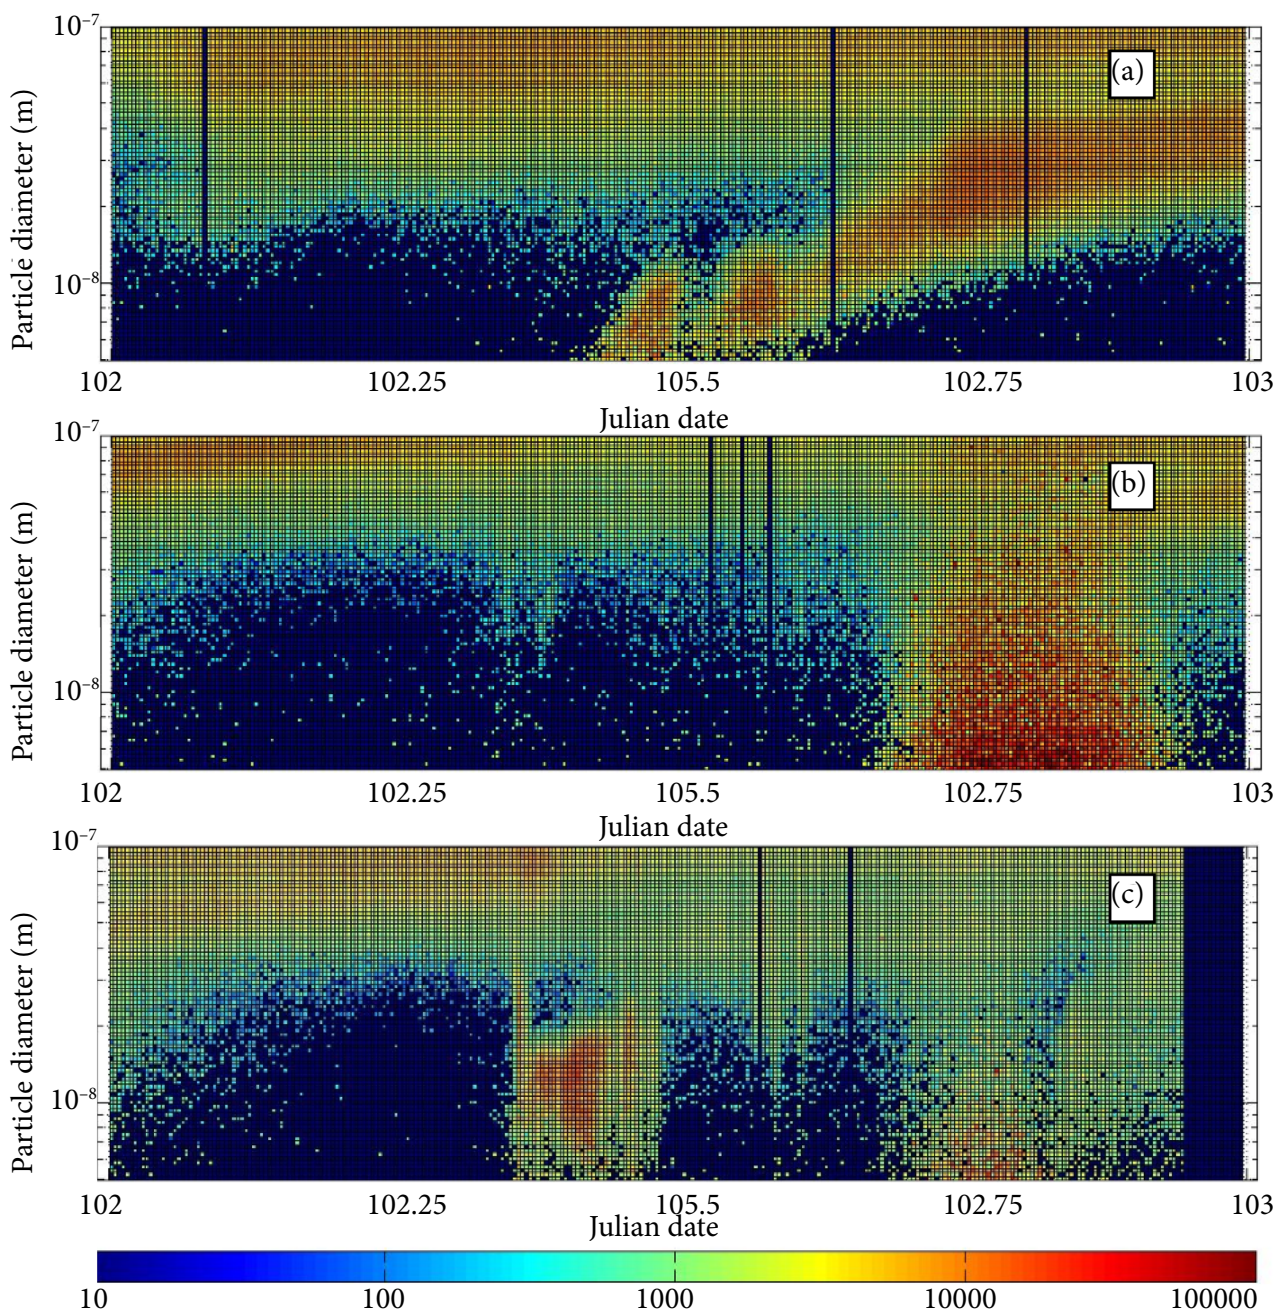 10⁻⁷
(a)
Particle diameter (m)
10⁻⁸
102 102.25 105.5 102.75 103
Julian date
10⁻⁷
(b)
Particle diameter (m)
10⁻⁸
102 102.25 105.5 102.75 103
Julian date
10⁻⁷
(c)
Particle diameter (m)
10⁻⁸
102 102.25 105.5 102.75 103
Julian date
10 100 1000 10000 100000